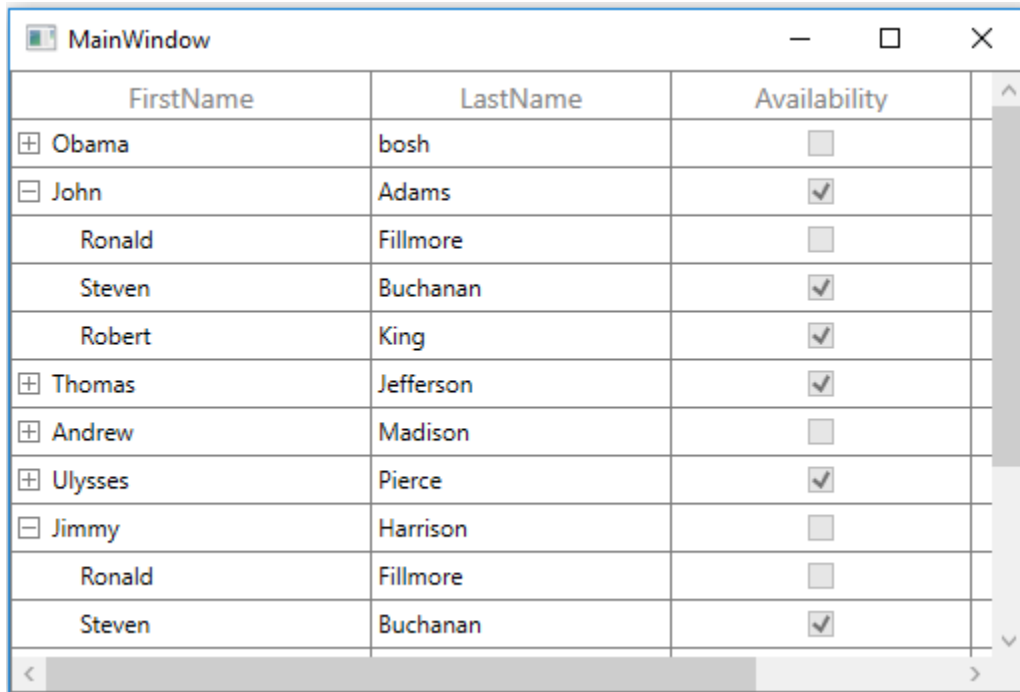 MainWindow
FirstName LastName Availability
Obama bosh
John Adams
Ronald Fillmore
Steven Buchanan
Robert King
Thomas Jefferson
Andrew Madison
Ulysses Pierce
Jimmy Harrison
Ronald Fillmore
Steven Buchanan